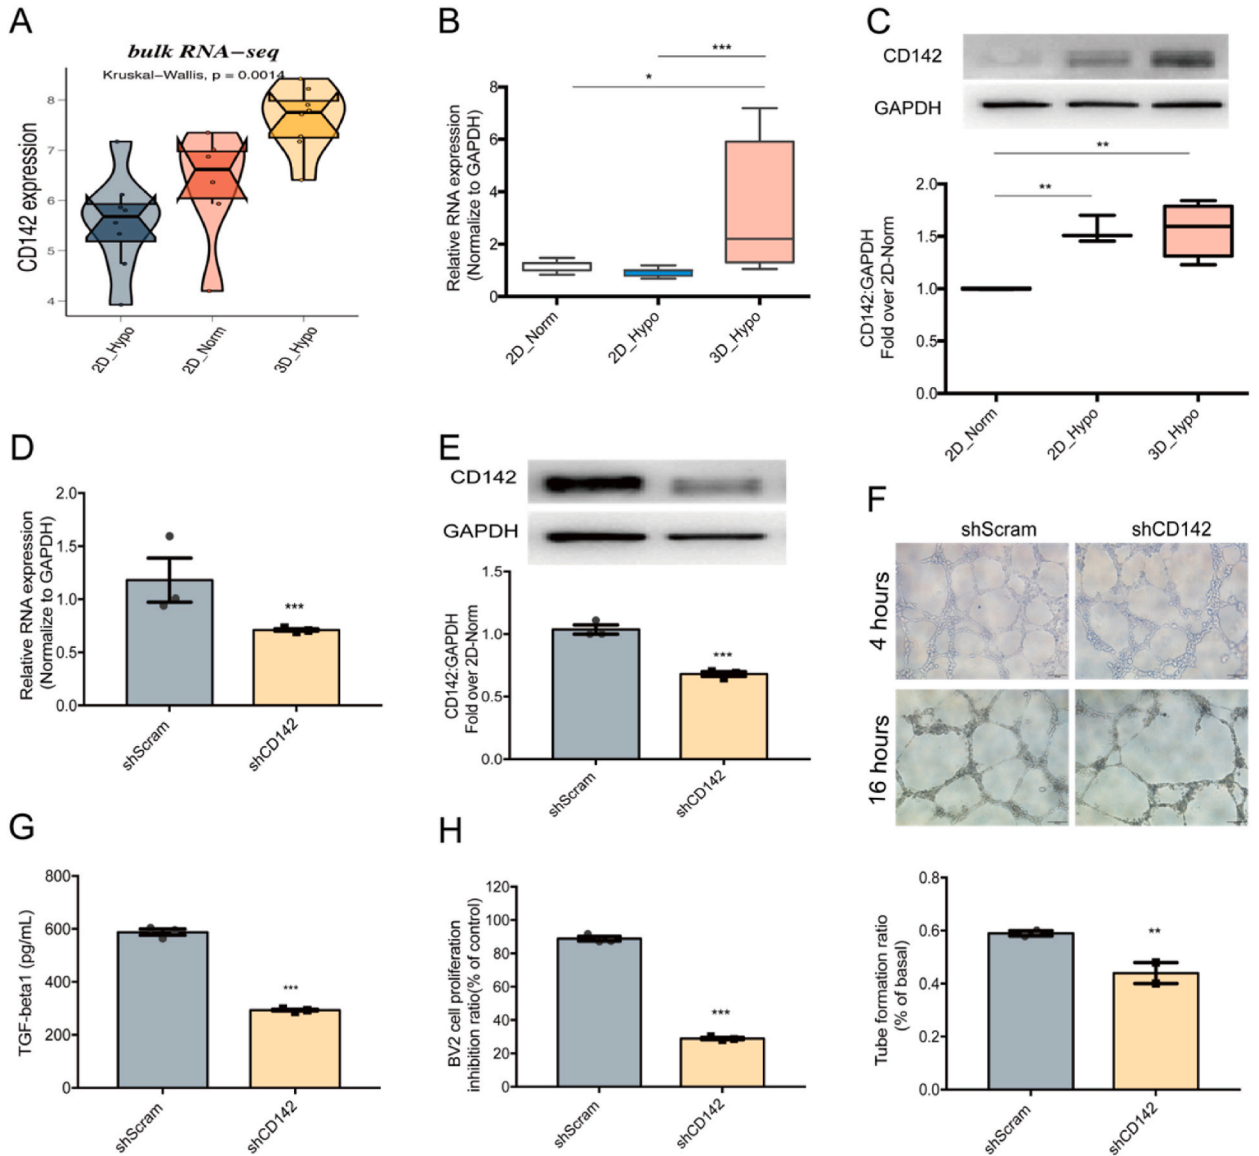 A
bulk RNA-seq
Kruskal-Wallis, p = 0.0014
CD142 expression
8
7
6
5
4
2D_Hypo
2D_Norm
3D_Hypo
B
***
*
Relative RNA expression
(Normalize to GAPDH)
8
6
4
2
0
2D_Norm
2D_Hypo
3D_Hypo
C
CD142
GAPDH
**
**
CD142:GAPDH
Fold over 2D-Norm
2.0
1.5
1.0
0.5
0.0
2D_Norm
2D_Hypo
3D_Hypo
D
Relative RNA expression
(Normalize to GAPDH)
2.0
1.5
1.0
0.5
0.0
***
shScram
shCD142
E
CD142
GAPDH
CD142:GAPDH
Fold over 2D-Norm
1.5
1.0
0.5
0.0
***
shScram
shCD142
F
shScram
shCD142
4 hours
16 hours
G
TGF-beta1 (pg/mL)
800
600
400
200
0
***
shScram
shCD142
H
BV2 cell proliferation
inhibition ratio(% of control)
120
100
80
60
40
20
0
***
shScram
shCD142
Tube formation ratio
(% of basal)
0.8
0.6
0.4
0.2
0.0
**
shScram
shCD142